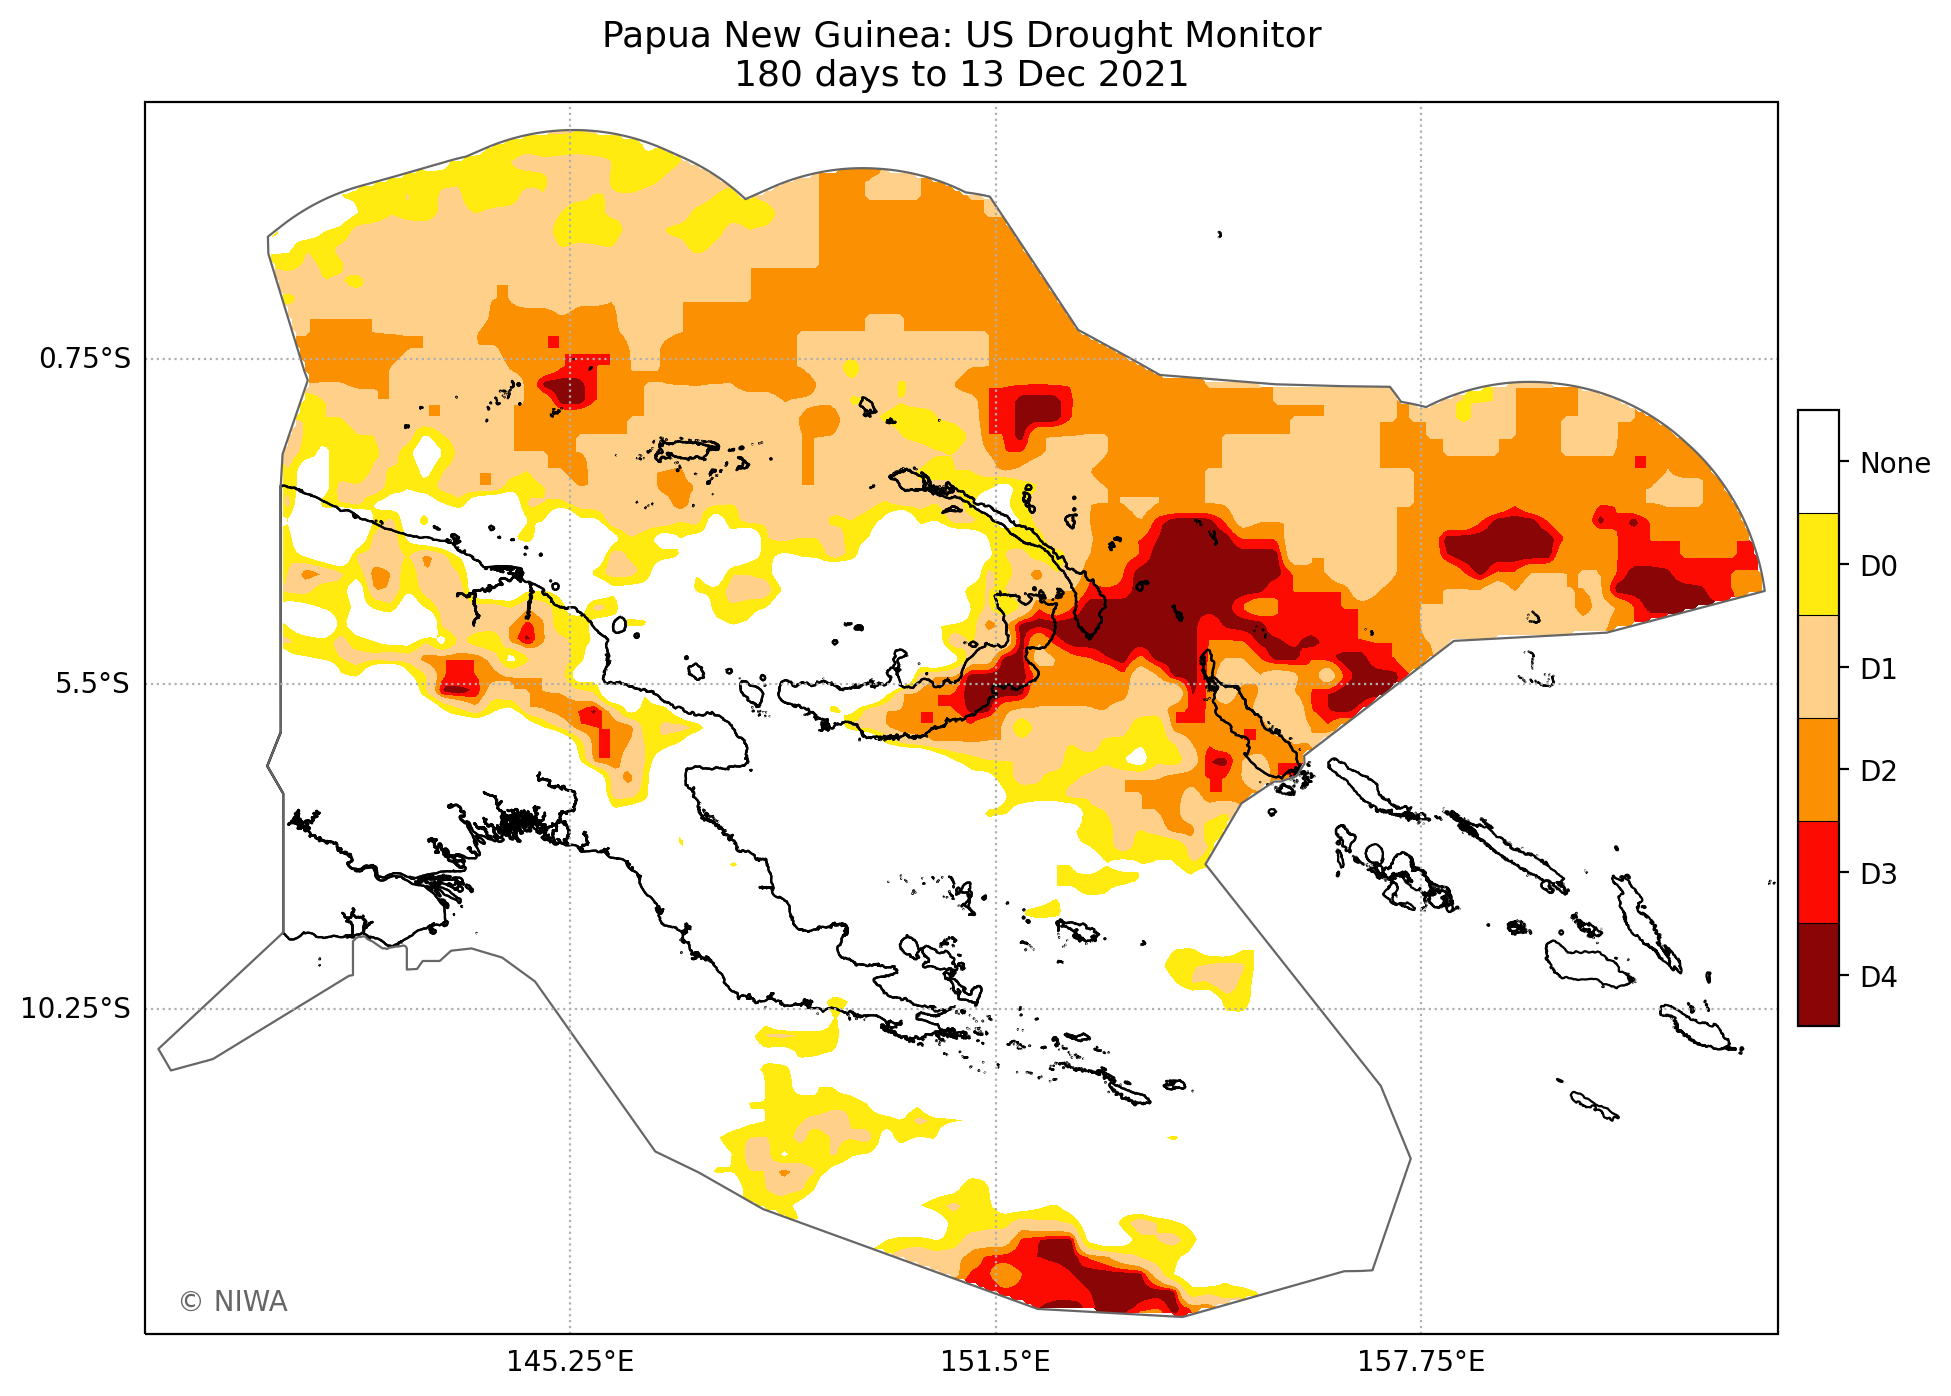 Papua New Guinea: US Drought Monitor
180 days to 13 Dec 2021
0.75°S
5.5°S
10.25°S
145.25°E
151.5°E
157.75°E
None
D0
D1
D2
D3
D4
© NIWA